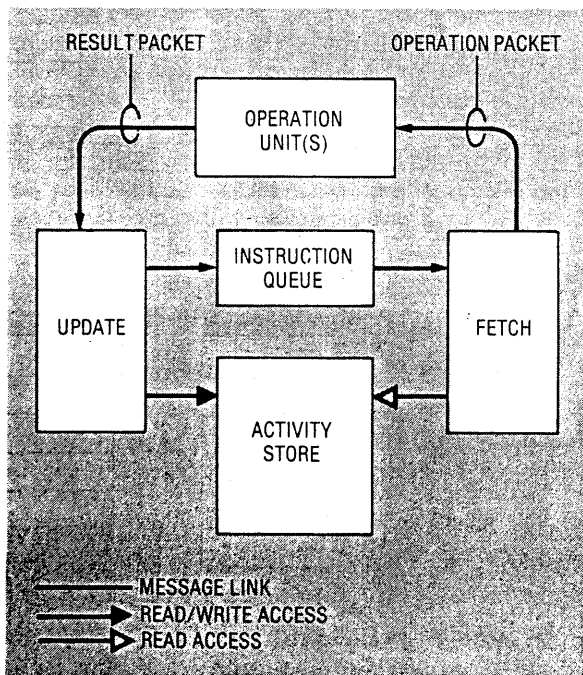 RESULT PACKET
OPERATION PACKET
OPERATION
UNIT(S)
INSTRUCTION
QUEUE
UPDATE
FETCH
ACTIVITY
STORE
MESSAGE LINK
READ/WRITE ACCESS
READ ACCESS